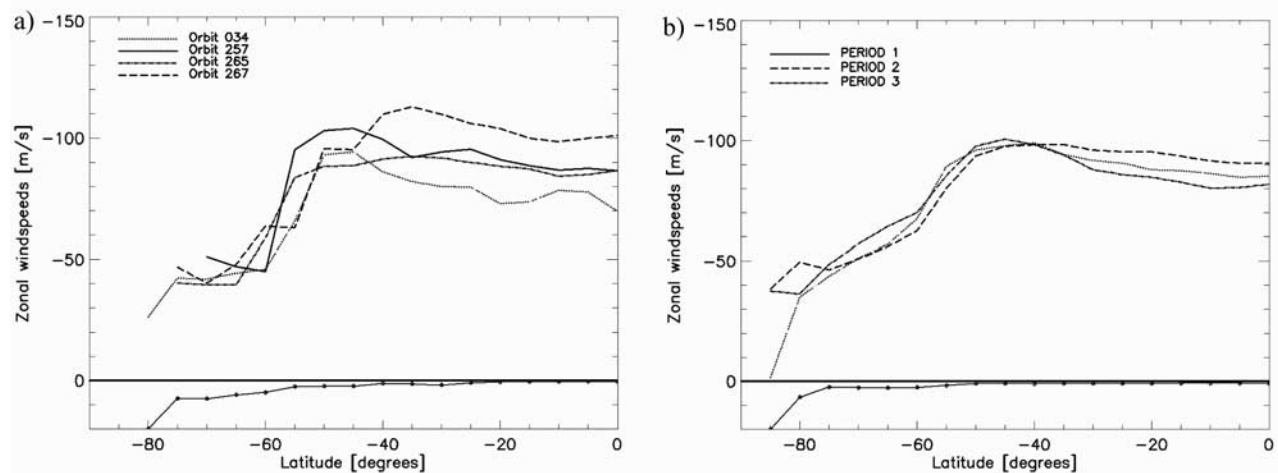 a)
Orbit 034
Orbit 257
Orbit 265
Orbit 267
Zonal windspeeds [m/s]
−150
−100
−50
0
−80 −60 −40 −20 0
Latitude [degrees]
b)
PERIOD 1
PERIOD 2
PERIOD 3
Zonal windspeeds [m/s]
−150
−100
−50
0
−80 −60 −40 −20 0
Latitude [degrees]